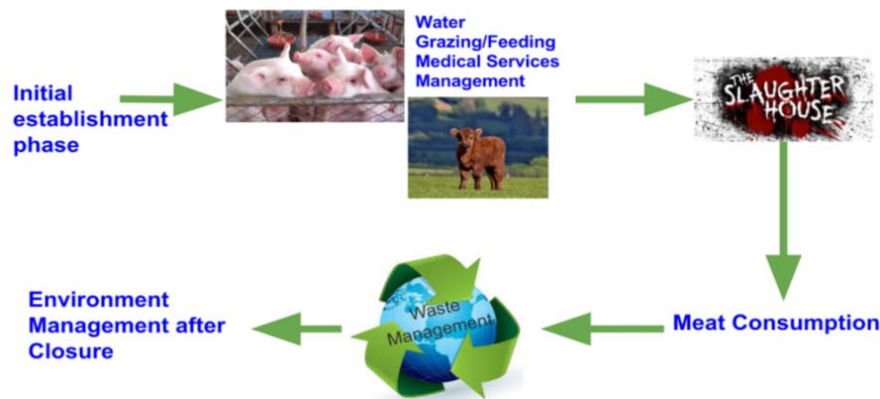 Initial
establishment
phase
Water
Grazing/Feeding
Medical Services
Management
THE
SLAUGHTER
HOUSE
Meat Consumption
Waste
Management
Environment
Management after
Closure